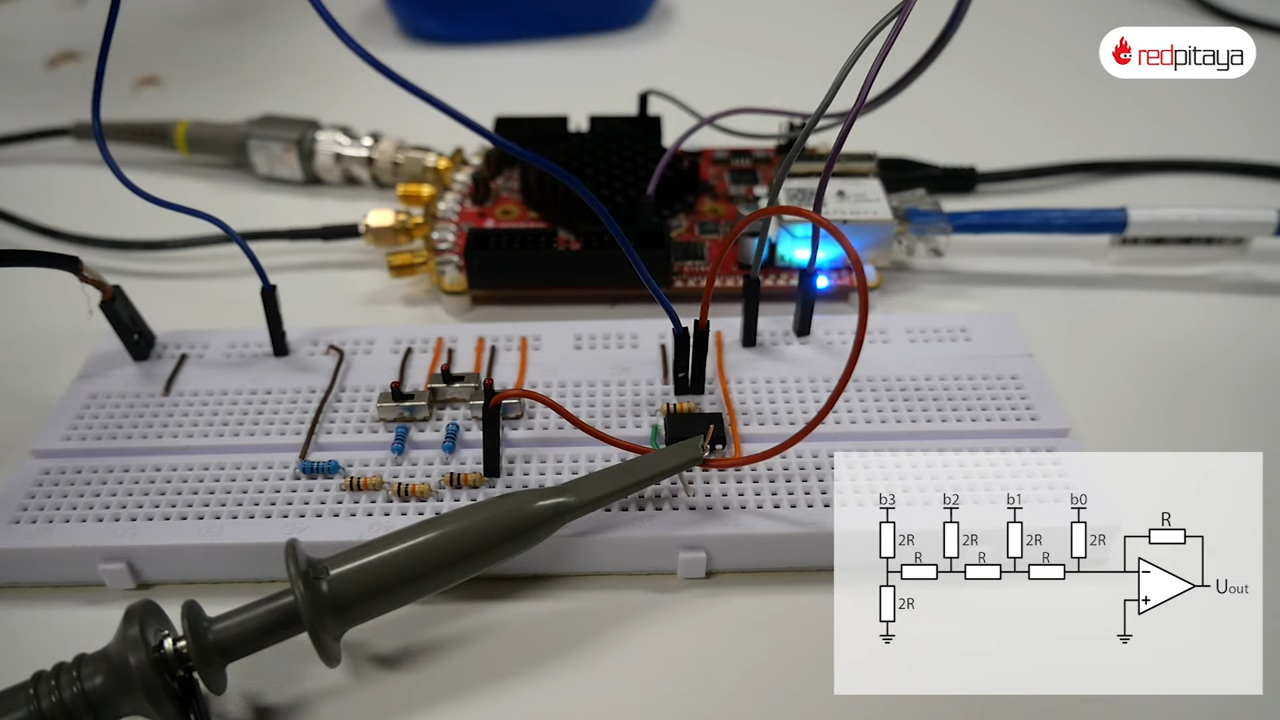 redpitaya
b3 b2 b1 b0
R
2R 2R 2R 2R
R R R
Uout
2R